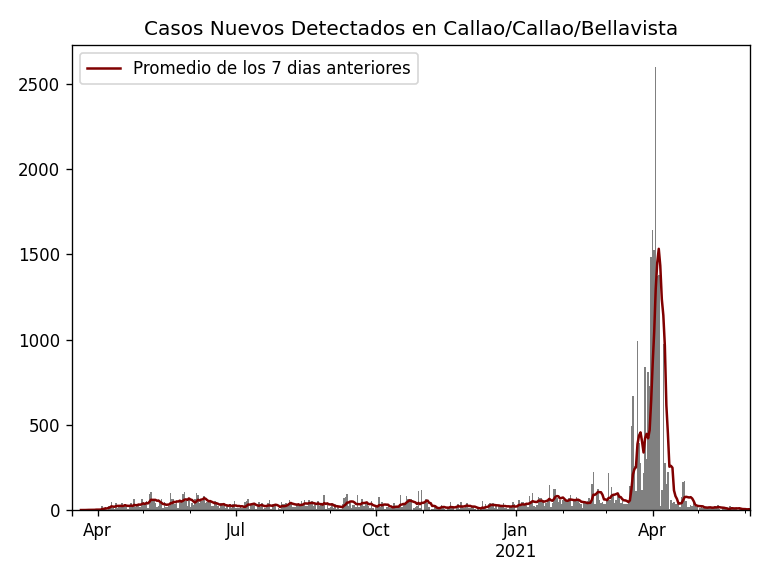 Casos Nuevos Detectados en Callao/Callao/Bellavista
Promedio de los 7 dias anteriores
2500
2000
1500
1000
500
0
Apr Jul Oct Jan Apr
2021